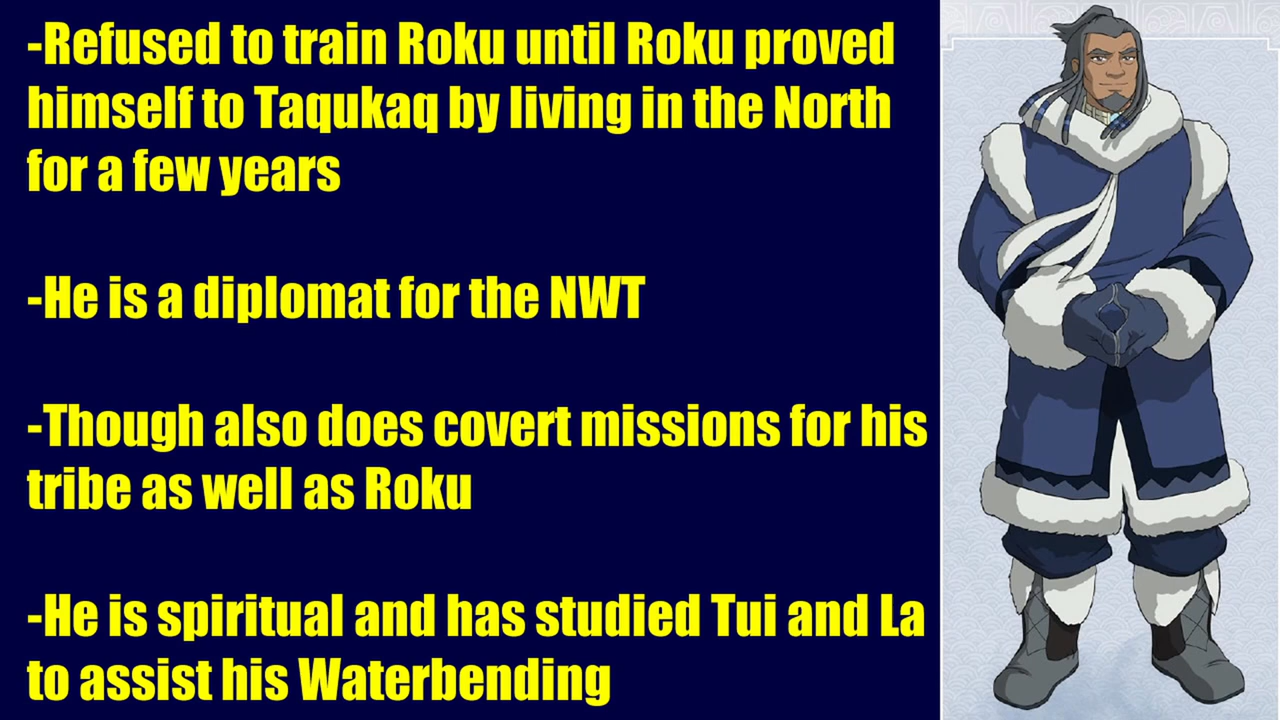 -Refused to train Roku until Roku proved
himself to Taqukaq by living in the North
for a few years
-He is a diplomat for the NWT
-Though also does covert missions for his
tribe as well as Roku
-He is spiritual and has studied Tui and La
to assist his Waterbending